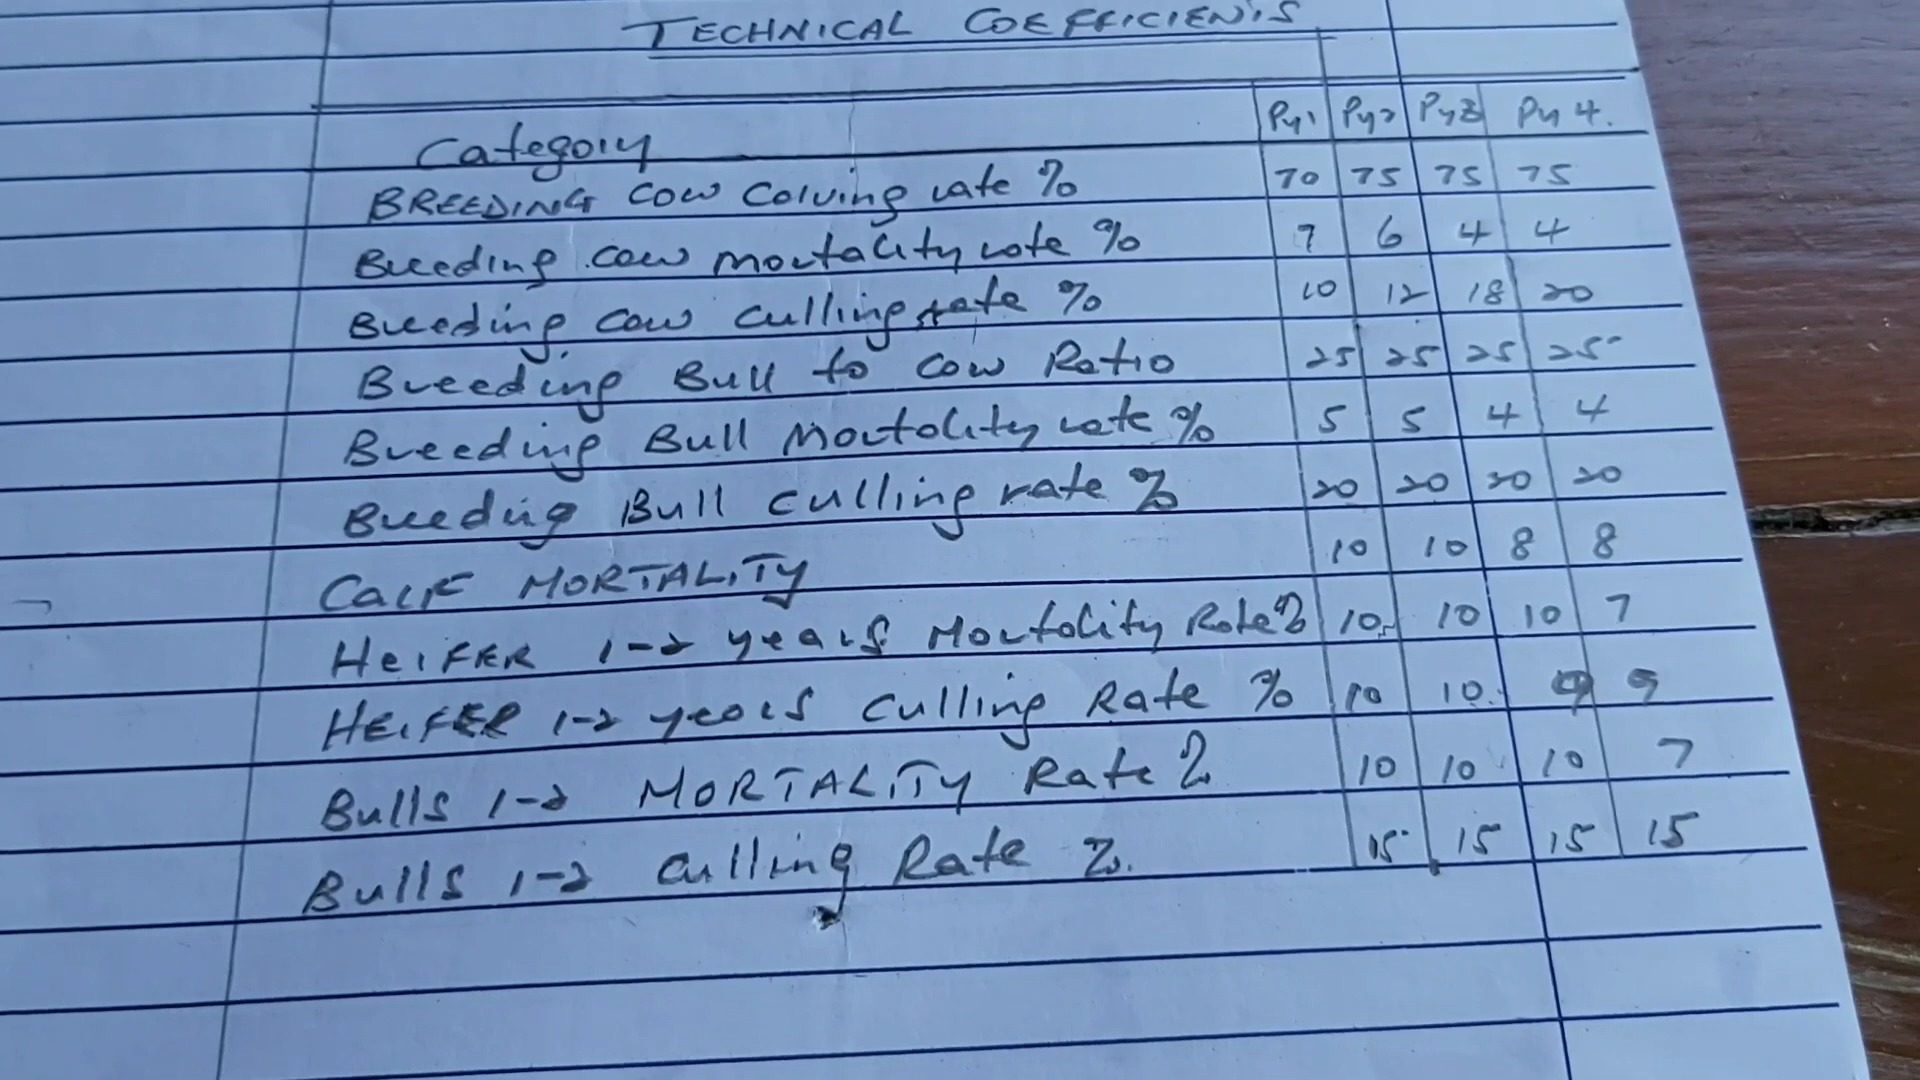 TECHNICAL COEFFICIENTS
Category Py1 Py2 Py3 Py 4.
BREEDING COW Calving rate % 70 75 75 75
Breeding cow mortality rate % 7 6 4 4
Breeding cow culling rate % 10 12 18 20
Breeding Bull to Cow Ratio 25 25 25 25
Breeding Bull Mortality rate % 5 5 4 4
Breeding Bull culling rate % 20 20 20 20
CALF MORTALITY 10 10 8 8
HEIFER 1-2 years Mortality Rate % 10 10 10 7
HEIFER 1-2 years Culling Rate % 10 10 9 9
Bulls 1-2 MORTALITY Rate % 10 10 10 7
Bulls 1-2 Culling Rate %. 15 15 15 15